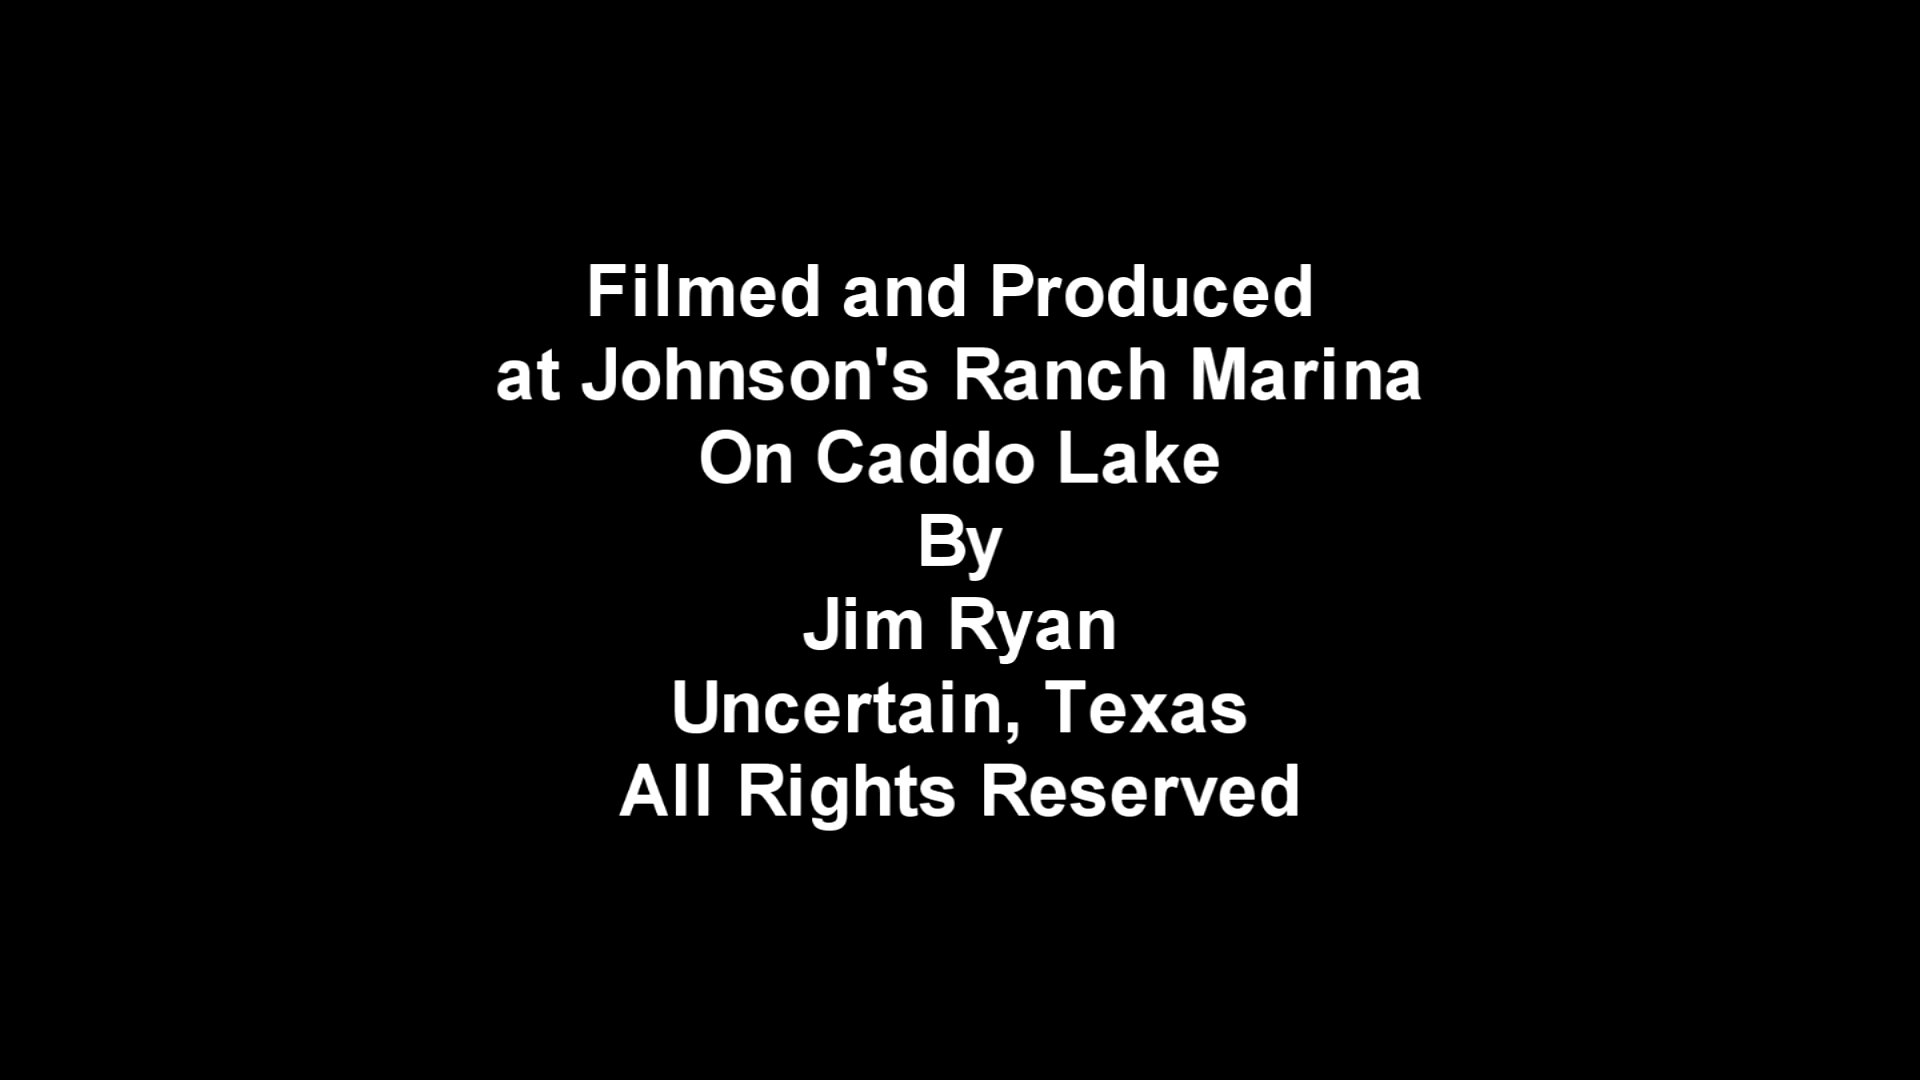 Filmed and Produced
at Johnson's Ranch Marina
On Caddo Lake
By
Jim Ryan
Uncertain, Texas
All Rights Reserved